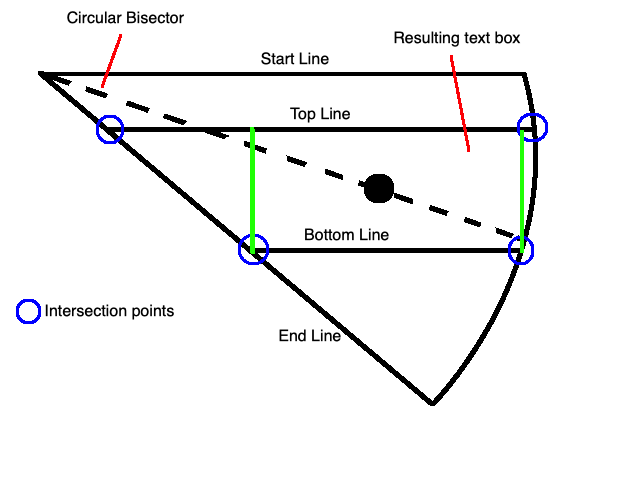 Circular Bisector
Resulting text box
Start Line
Top Line
Bottom Line
Intersection points
End Line